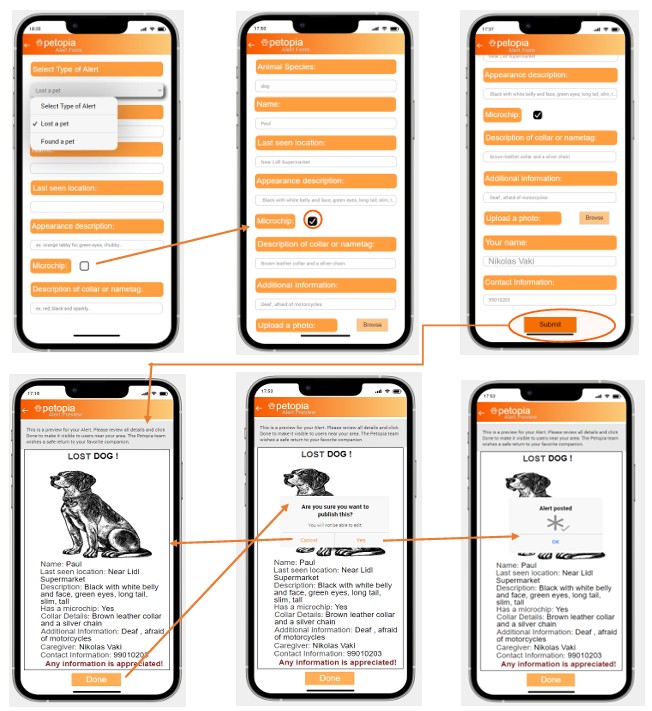 18:03
petopia
Alert Form
Select Type of Alert
Lost a pet
Select Type of Alert
✓ Lost a pet
Found a pet
Last seen location:
Appearance description:
ex. orange tabby fur, green eyes, chubby..
Microchip:
Description of collar or nametag:
ex. red,black and sparkly..
17:53
petopia
Alert Form
Animal Species:
dog
Name:
Paul
Last seen location:
Near Lidl Supermarket
Appearance description:
Black with white belly and face, green eyes, long tail, slim, t..
Microchip:
Description of collar or nametag:
Brown leather collar and a silver chain
Additional Information:
Deaf , afraid of motorcycles
Upload a photo:
Browse
17:37
petopia
Alert Form
Near Lidl Supermarket
Appearance description:
Black with white belly and face, green eyes, long tail, slim, t..
Microchip:
Description of collar or nametag:
Brown leather collar and a silver chain
Additional Information:
Deaf , afraid of motorcycles
Upload a photo:
Browse
Your name:
Nikolas Vaki
Contact Information:
99010203
Submit
17:18
petopia
Alert Preview
This is a preview for your Alert. Please review all details and click
Done to make it visible to users near your area. The Petopia team
wishes a safe return to your favorite companion.
LOST DOG !
Name: Paul
Last seen location: Near Lidl
Supermarket
Description: Black with white belly
and face, green eyes, long tail,
slim, tall
Has a microchip: Yes
Collar Details: Brown leather collar
and a silver chain
Additional Information: Deaf , afraid
of motorcycles
Caregiver: Nikolas Vaki
Contact Information: 99010203
Any information is appreciated!
Done
17:53
petopia
Alert Preview
This is a preview for your Alert. Please review all details and click
Done to make it visible to users near your area. The Petopia team
wishes a safe return to your favorite companion.
LOST DOG !
Are you sure you want to
publish this?
You will not be able to edit.
Cancel
Yes
Name: Paul
Last seen location: Near Lidl
Supermarket
Description: Black with white belly
and face, green eyes, long tail,
slim, tall
Has a microchip: Yes
Collar Details: Brown leather collar
and a silver chain
Additional Information: Deaf , afraid
of motorcycles
Caregiver: Nikolas Vaki
Contact Information: 99010203
Any information is appreciated!
Done
17:53
petopia
Alert Preview
This is a preview for your Alert. Please review all details and click
Done to make it visible to users near your area. The Petopia team
wishes a safe return to your favorite companion.
LOST DOG !
Alert posted
OK
Name: Paul
Last seen location: Near Lidl
Supermarket
Description: Black with white belly
and face, green eyes, long tail,
slim, tall
Has a microchip: Yes
Collar Details: Brown leather collar
and a silver chain
Additional Information: Deaf , afraid
of motorcycles
Caregiver: Nikolas Vaki
Contact Information: 99010203
Any information is appreciated!
Done